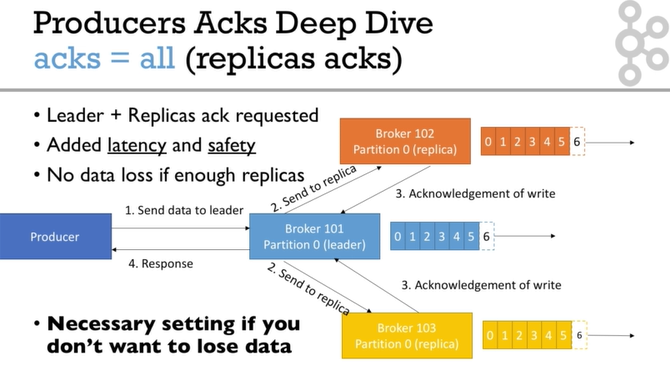 Producers Acks Deep Dive
acks = all (replicas acks)
• Leader + Replicas ack requested
• Added latency and safety
• No data loss if enough replicas
Broker 102
Partition 0 (replica)
0 1 2 3 4 5 6
2. Send to replica
3. Acknowledgement of write
1. Send data to leader
Producer
Broker 101
Partition 0 (leader)
0 1 2 3 4 5 6
4. Response
2. Send to replica
3. Acknowledgement of write
• Necessary setting if you
don't want to lose data
Broker 103
Partition 0 (replica)
0 1 2 3 4 5 6